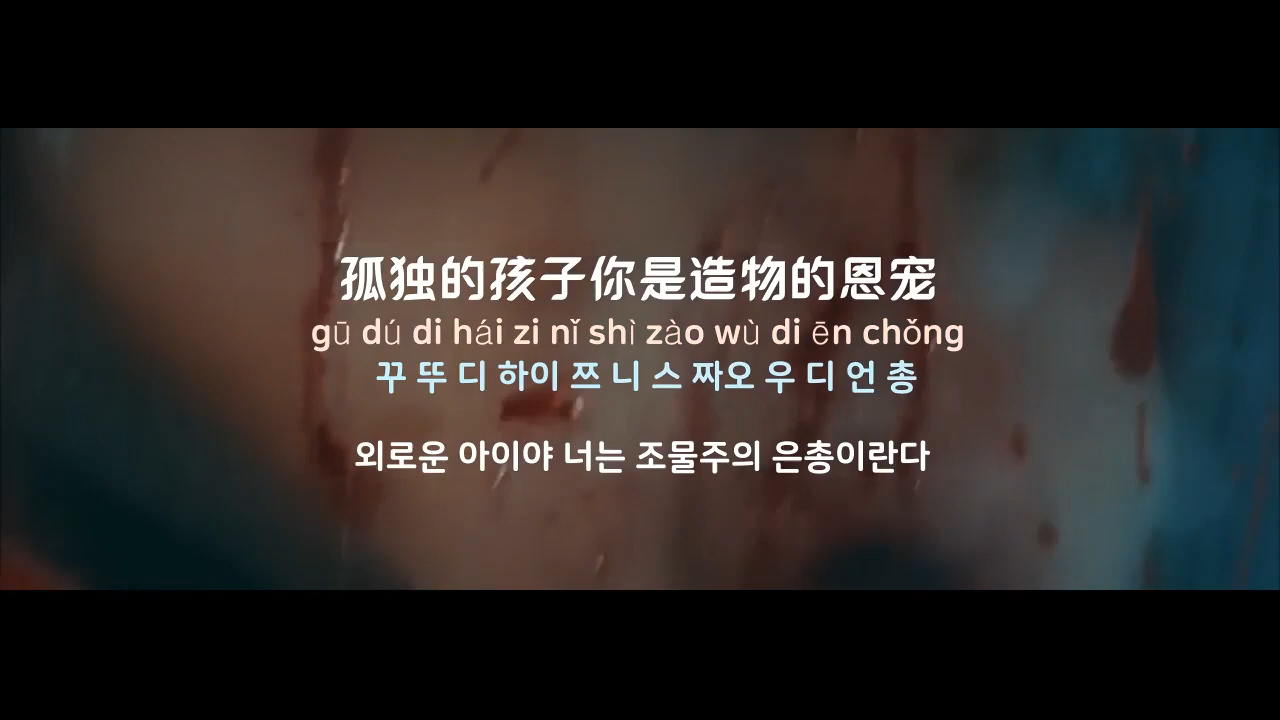 孤独的孩子你是造物的恩宠
gū dú di hái zi nǐ shì zào wù di ēn chǒng
꾸 뚜 디 하이 쯔 니 스 짜오 우 디 언 총
외로운 아이야 너는 조물주의 은총이란다